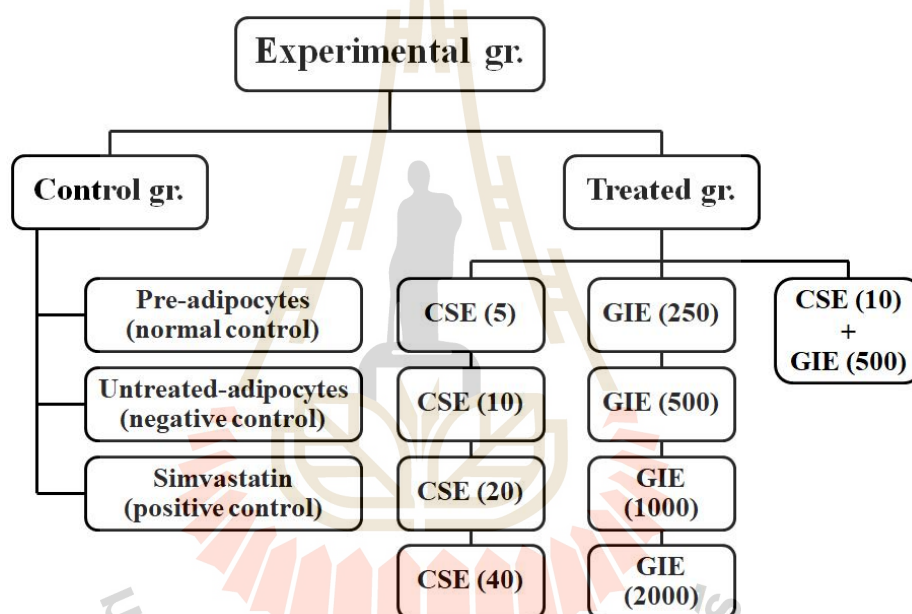 Experimental gr.
Control gr.
Treated gr.
Pre-adipocytes
(normal control)
Untreated-adipocytes
(negative control)
Simvastatin
(positive control)
CSE (5)
CSE (10)
CSE (20)
CSE (40)
GIE (250)
GIE (500)
GIE
(1000)
GIE
(2000)
CSE (10)
+
GIE (500)